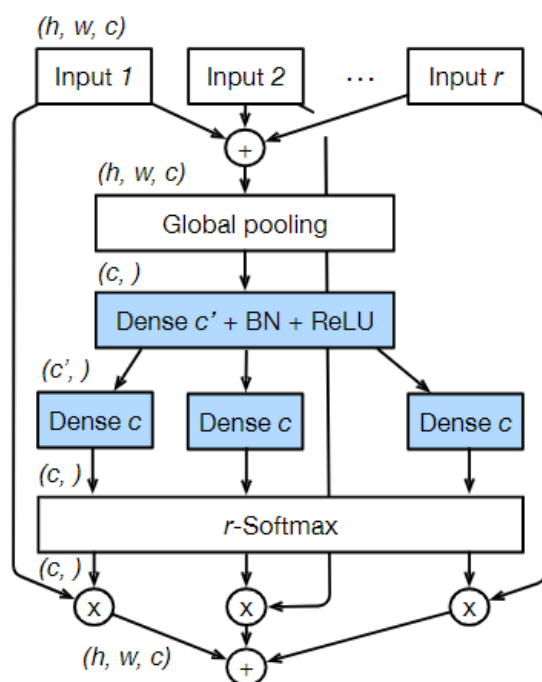 (h, w, c)
Input 1 Input 2 ... Input r
+
(h, w, c)
Global pooling
(c, )
Dense c' + BN + ReLU
(c', )
Dense c Dense c Dense c
(c, )
r-Softmax
(c, )
x x x
(h, w, c)
+